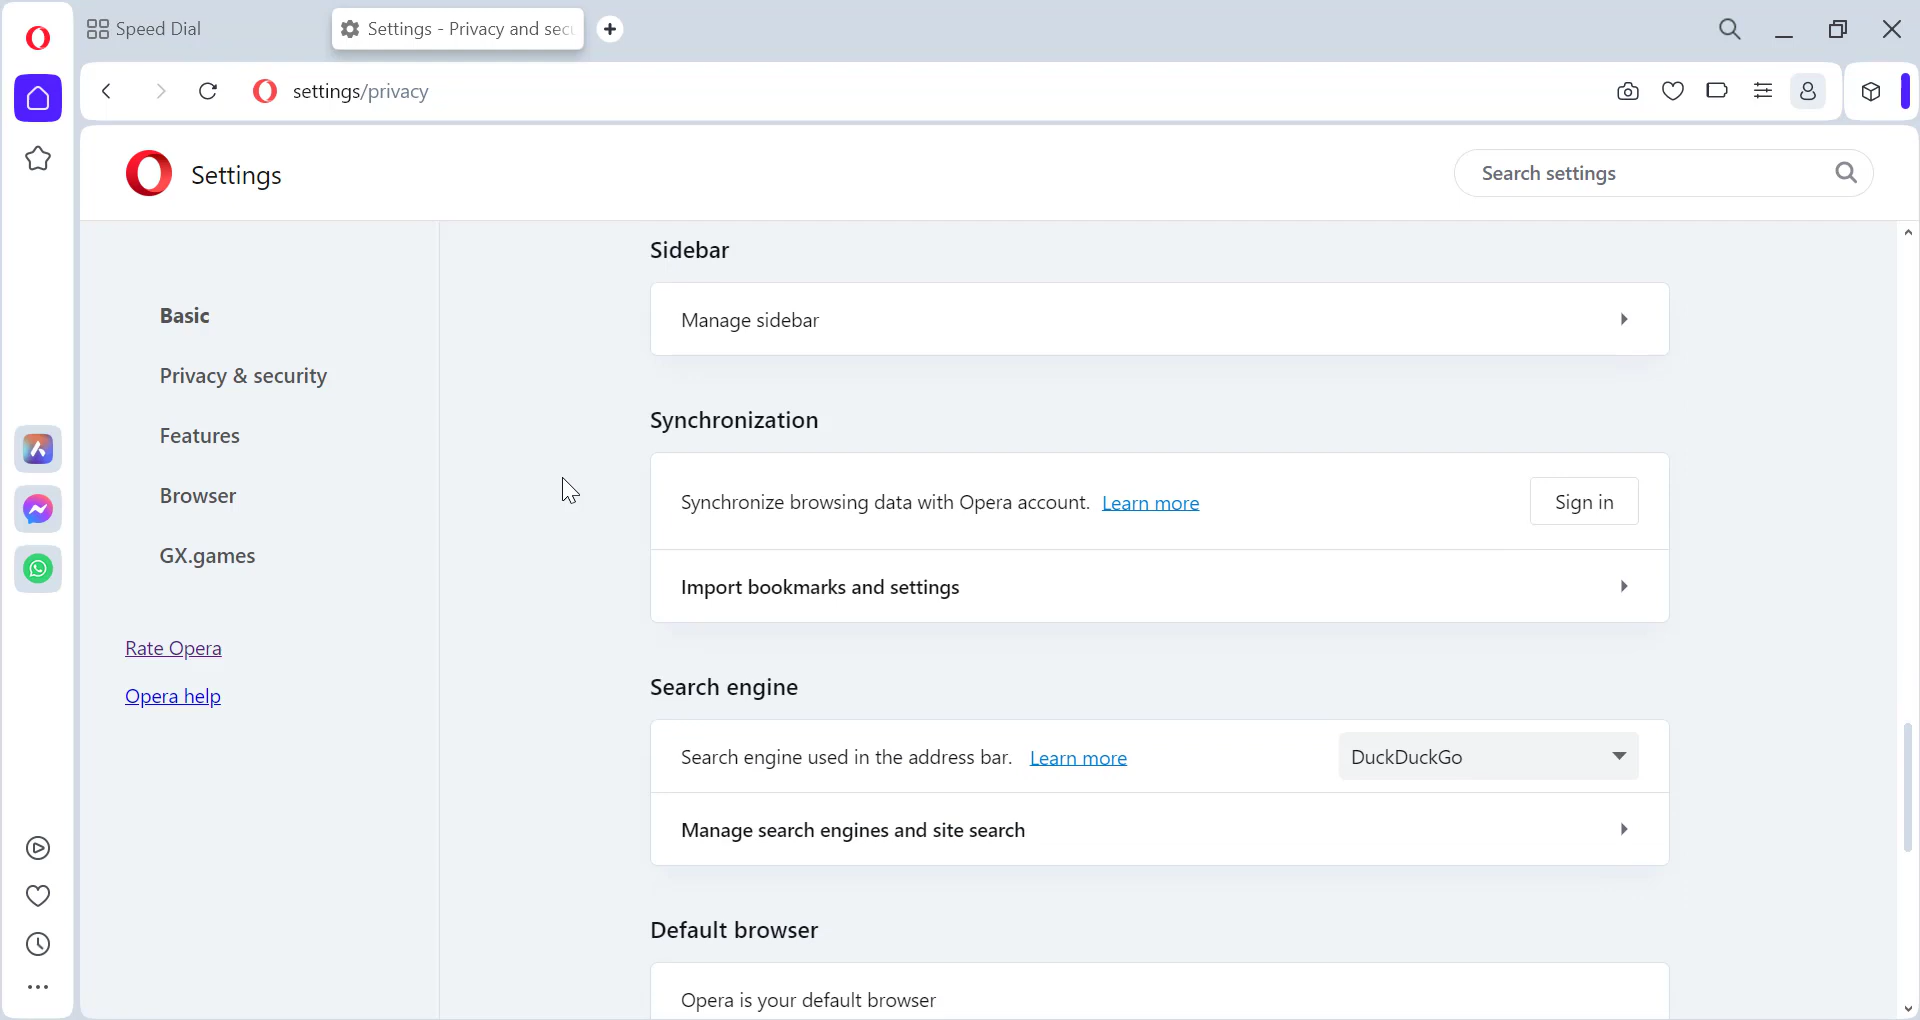 Speed Dial
Settings - Privacy and sec
settings/privacy
Settings
Search settings
Basic
Privacy & security
Features
Browser
GX.games
Rate Opera
Opera help
Sidebar
Manage sidebar
Synchronization
Synchronize browsing data with Opera account. Learn more
Sign in
Import bookmarks and settings
Search engine
Search engine used in the address bar. Learn more
DuckDuckGo
Manage search engines and site search
Default browser
Opera is your default browser